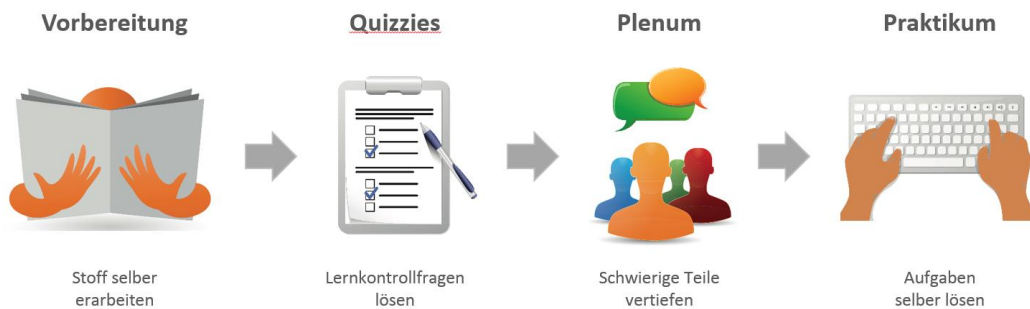 Vorbereitung
Quizzies
Plenum
Praktikum
Stoff selber
erarbeiten
Lernkontrollfragen
lösen
Schwierige Teile
vertiefen
Aufgaben
selber lösen